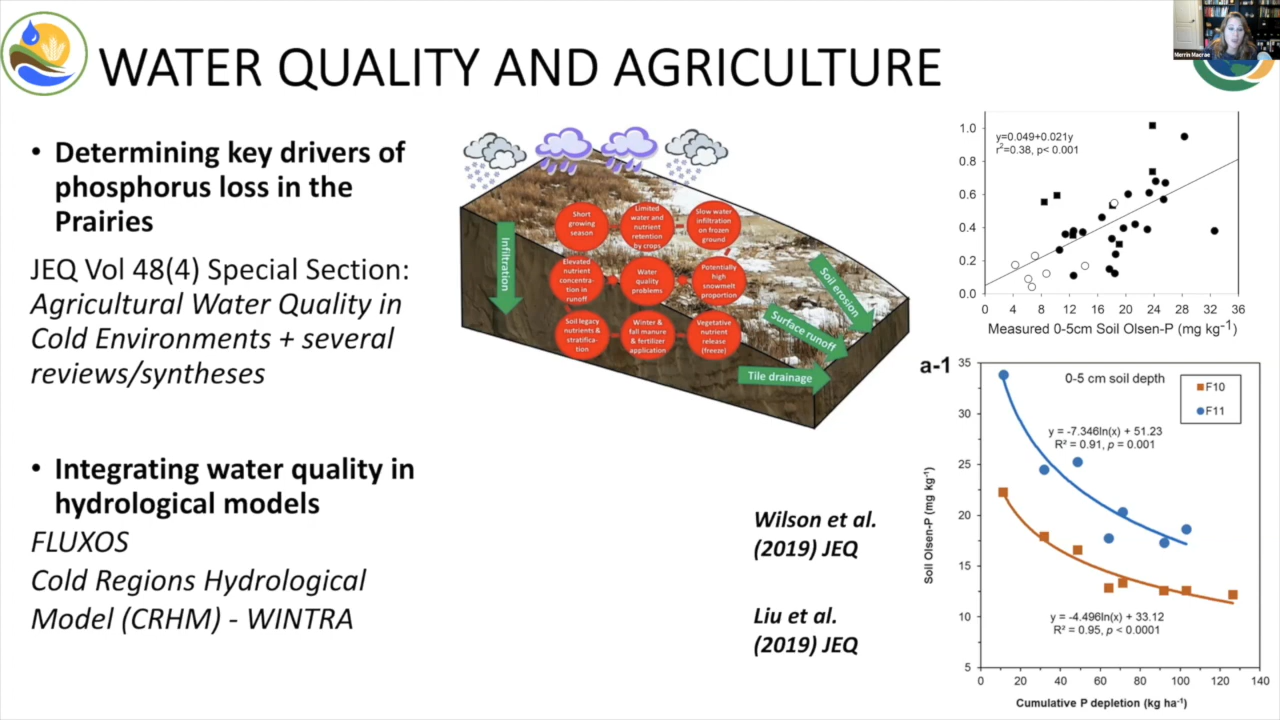 WATER QUALITY AND AGRICULTURE
Merrin Macrae
• Determining key drivers of
phosphorus loss in the
Prairies
JEQ Vol 48(4) Special Section:
Agricultural Water Quality in
Cold Environments + several
reviews/syntheses
• Integrating water quality in
hydrological models
FLUXOS
Cold Regions Hydrological
Model (CRHM) - WINTRA
Infiltration
Short
growing
season
Limited
water and
nutrient
retention
by crops
Slow water
infiltration
on frozen
ground
Elevated
nutrient
concentra-
tion in
runoff
Water
quality
problems
Potentially
high
snowmelt
proportion
Soil legacy
nutrients &
stratifica-
tion
Winter &
fall manure
& fertilizer
application
Vegetative
nutrient
release
(freeze)
Soil erosion
Surface runoff
Tile drainage
Wilson et al.
(2019) JEQ
Liu et al.
(2019) JEQ
y=0.049+0.021y
r²=0.38, p< 0.001
1.0
0.8
0.6
0.4
0.2
0.0
0 4 8 12 16 20 24 28 32 36
Measured 0-5cm Soil Olsen-P (mg kg⁻¹)
a-1
0-5 cm soil depth
F10
F11
y = -7.346ln(x) + 51.23
R² = 0.91, p = 0.001
y = -4.496ln(x) + 33.12
R² = 0.95, p < 0.0001
Soil Olsen-P (mg kg⁻¹)
35
30
25
20
15
10
5
0 20 40 60 80 100 120 140
Cumulative P depletion (kg ha⁻¹)